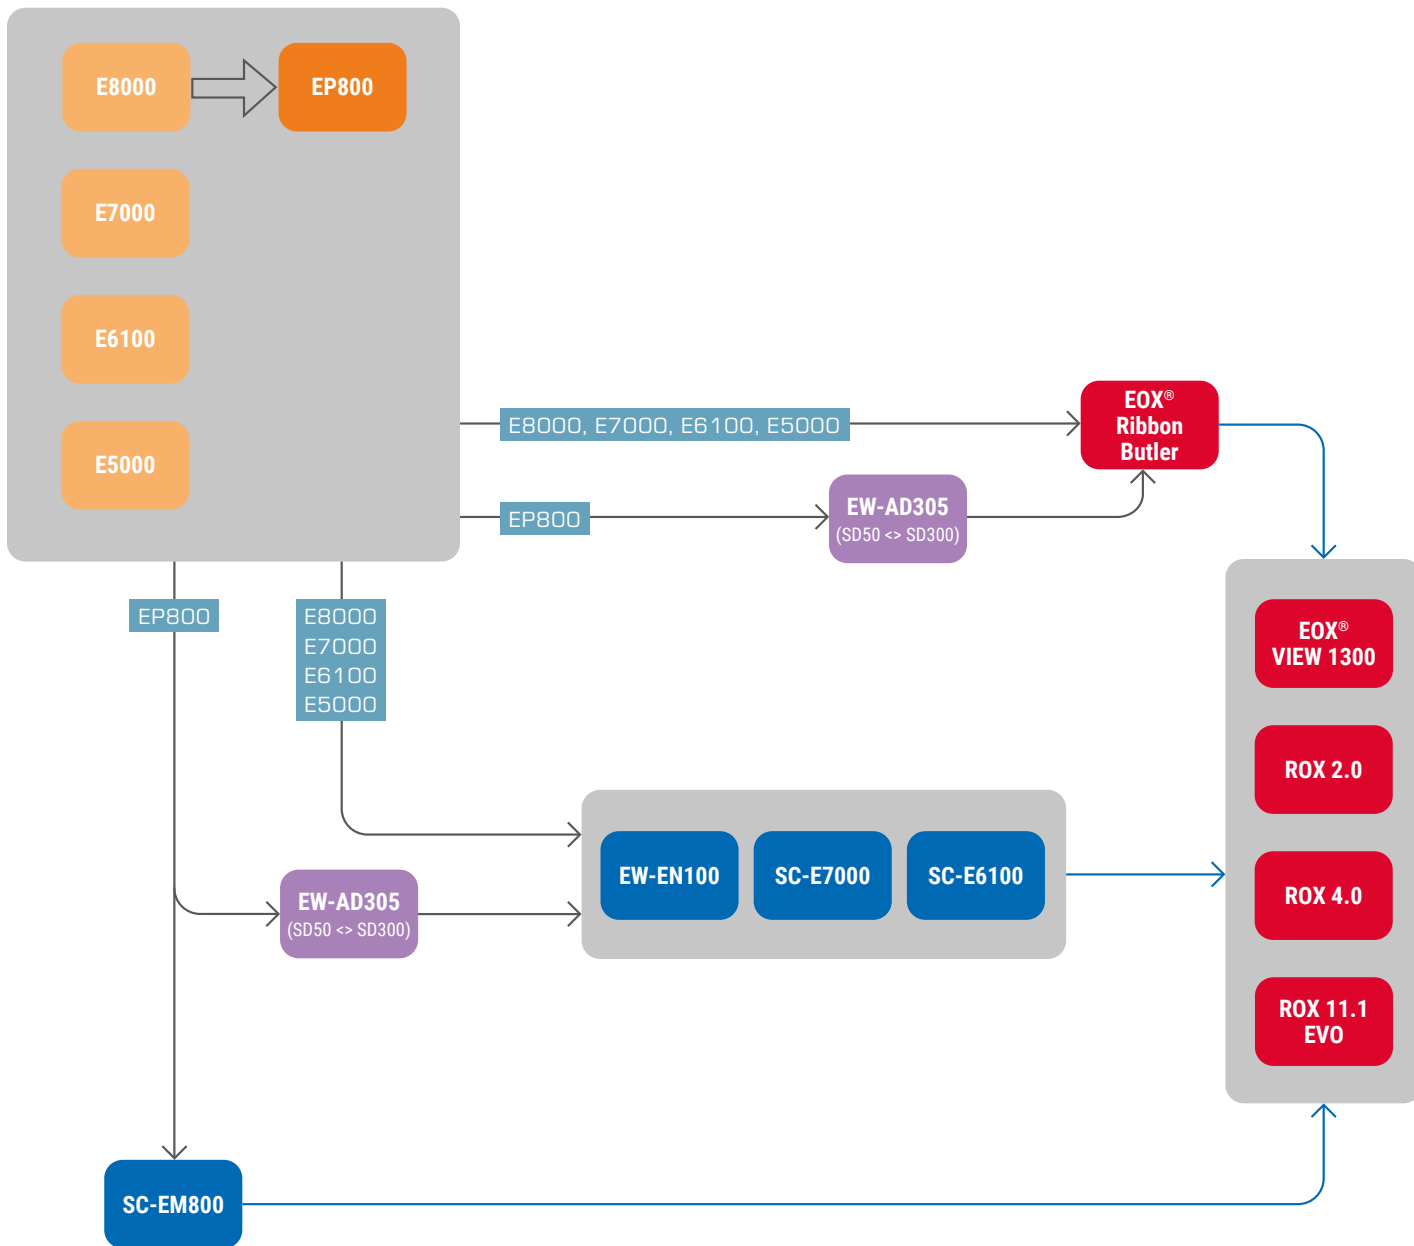 E8000
EP800
E7000
E6100
E5000
E8000, E7000, E6100, E5000
EOX®
Ribbon
Butler
EP800
EW-AD305
(SD50 <> SD300)
EP800
E8000
E7000
E6100
E5000
EOX®
VIEW 1300
ROX 2.0
EW-EN100
SC-E7000
SC-E6100
ROX 4.0
EW-AD305
(SD50 <> SD300)
ROX 11.1
EVO
SC-EM800